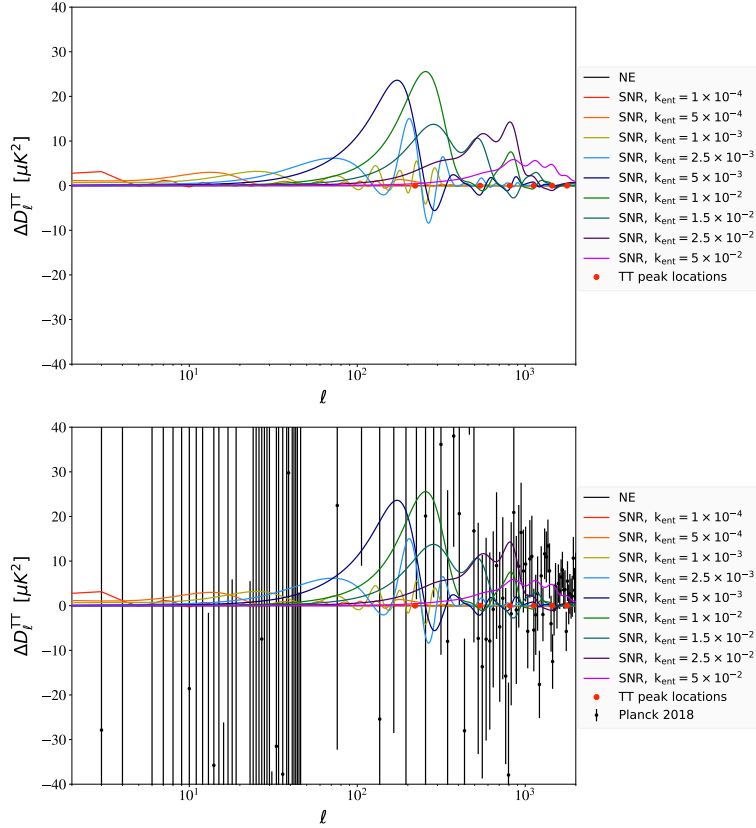 40
30
20
10
0
−10
−20
−30
−40
ΔD_ℓ^TT [μK²]
10¹ 10² 10³
ℓ
NE
SNR, k_ent = 1 × 10⁻⁴
SNR, k_ent = 5 × 10⁻⁴
SNR, k_ent = 1 × 10⁻³
SNR, k_ent = 2.5 × 10⁻³
SNR, k_ent = 5 × 10⁻³
SNR, k_ent = 1 × 10⁻²
SNR, k_ent = 1.5 × 10⁻²
SNR, k_ent = 2.5 × 10⁻²
SNR, k_ent = 5 × 10⁻²
TT peak locations
40
30
20
10
0
−10
−20
−30
−40
ΔD_ℓ^TT [μK²]
10¹ 10² 10³
ℓ
NE
SNR, k_ent = 1 × 10⁻⁴
SNR, k_ent = 5 × 10⁻⁴
SNR, k_ent = 1 × 10⁻³
SNR, k_ent = 2.5 × 10⁻³
SNR, k_ent = 5 × 10⁻³
SNR, k_ent = 1 × 10⁻²
SNR, k_ent = 1.5 × 10⁻²
SNR, k_ent = 2.5 × 10⁻²
SNR, k_ent = 5 × 10⁻²
TT peak locations
Planck 2018